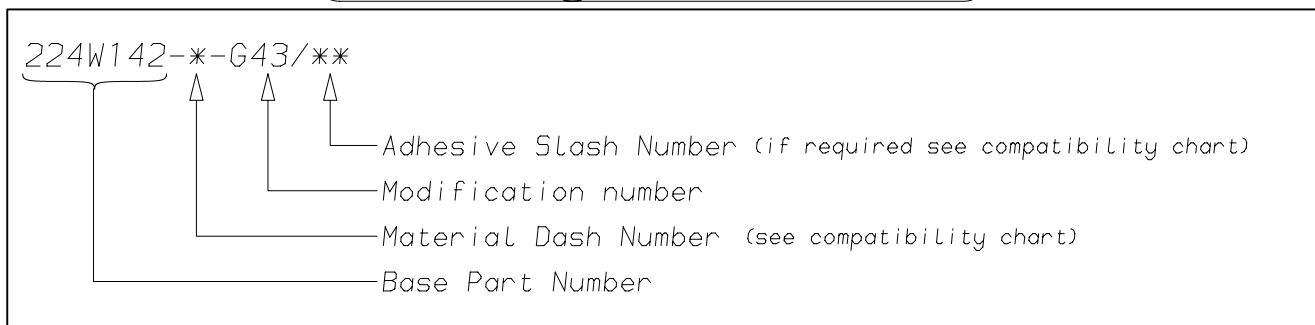 224W142-*-G43/**
Adhesive Slash Number (if required see compatibility chart)
Modification number
Material Dash Number (see compatibility chart)
Base Part Number